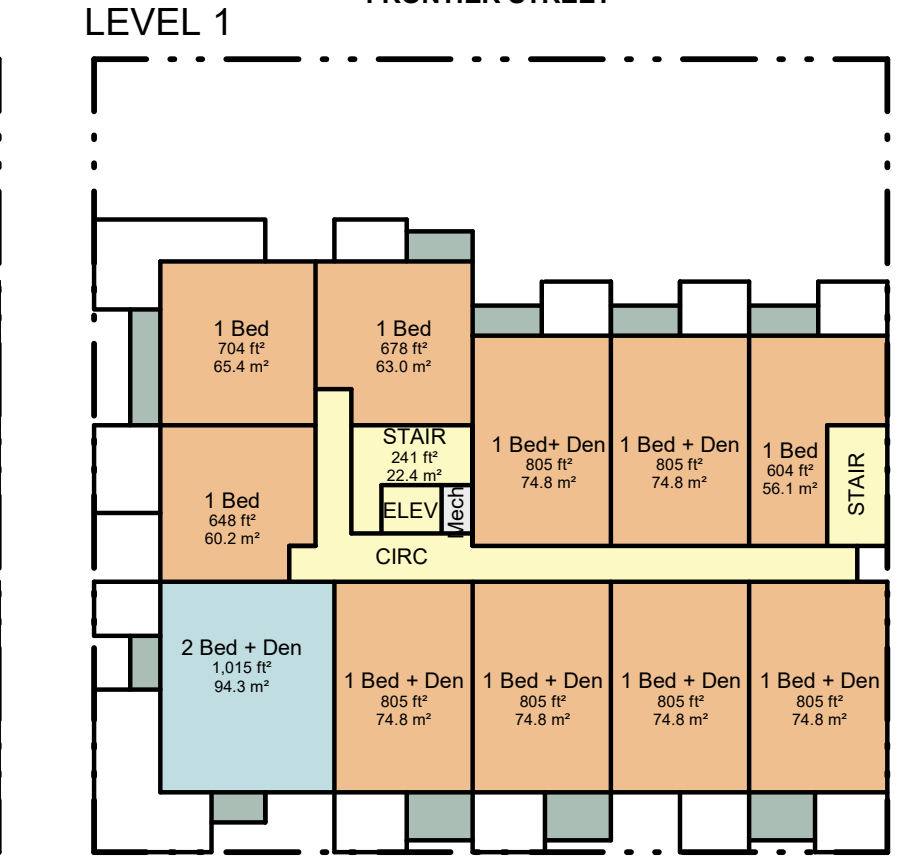 FRONTIER STREET
LEVEL 1
1 Bed
704 ft²
65.4 m²
1 Bed
678 ft²
63.0 m²
STAIR
241 ft²
22.4 m²
1 Bed+ Den
805 ft²
74.8 m²
1 Bed + Den
805 ft²
74.8 m²
1 Bed
604 ft²
56.1 m²
STAIR
1 Bed
648 ft²
60.2 m²
ELEV
Mech
CIRC
2 Bed + Den
1,015 ft²
94.3 m²
1 Bed + Den
805 ft²
74.8 m²
1 Bed + Den
805 ft²
74.8 m²
1 Bed + Den
805 ft²
74.8 m²
1 Bed + Den
805 ft²
74.8 m²